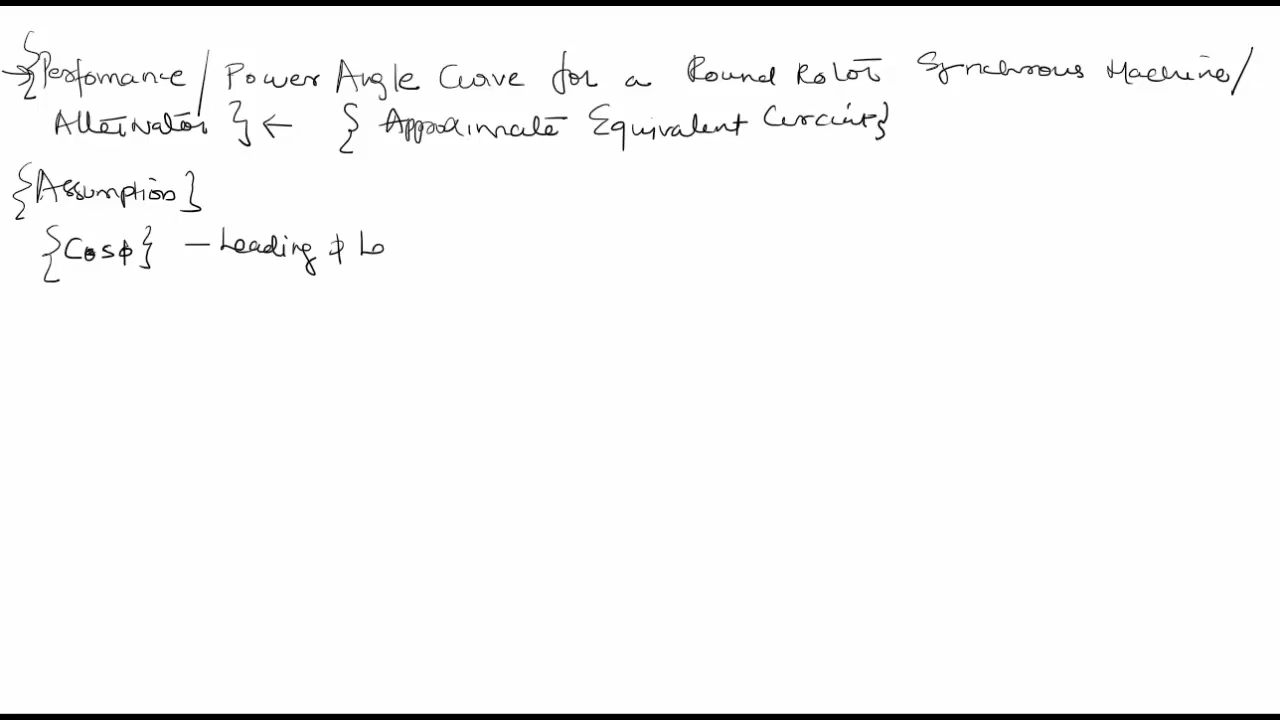 →{Perfomance / Power Angle Curve for a Round Rotor Synchronous Machine/
Alternator} ← {Approximate Equivalent Circuit}
{Assumption}
{Cosϕ} – Leading & Lo